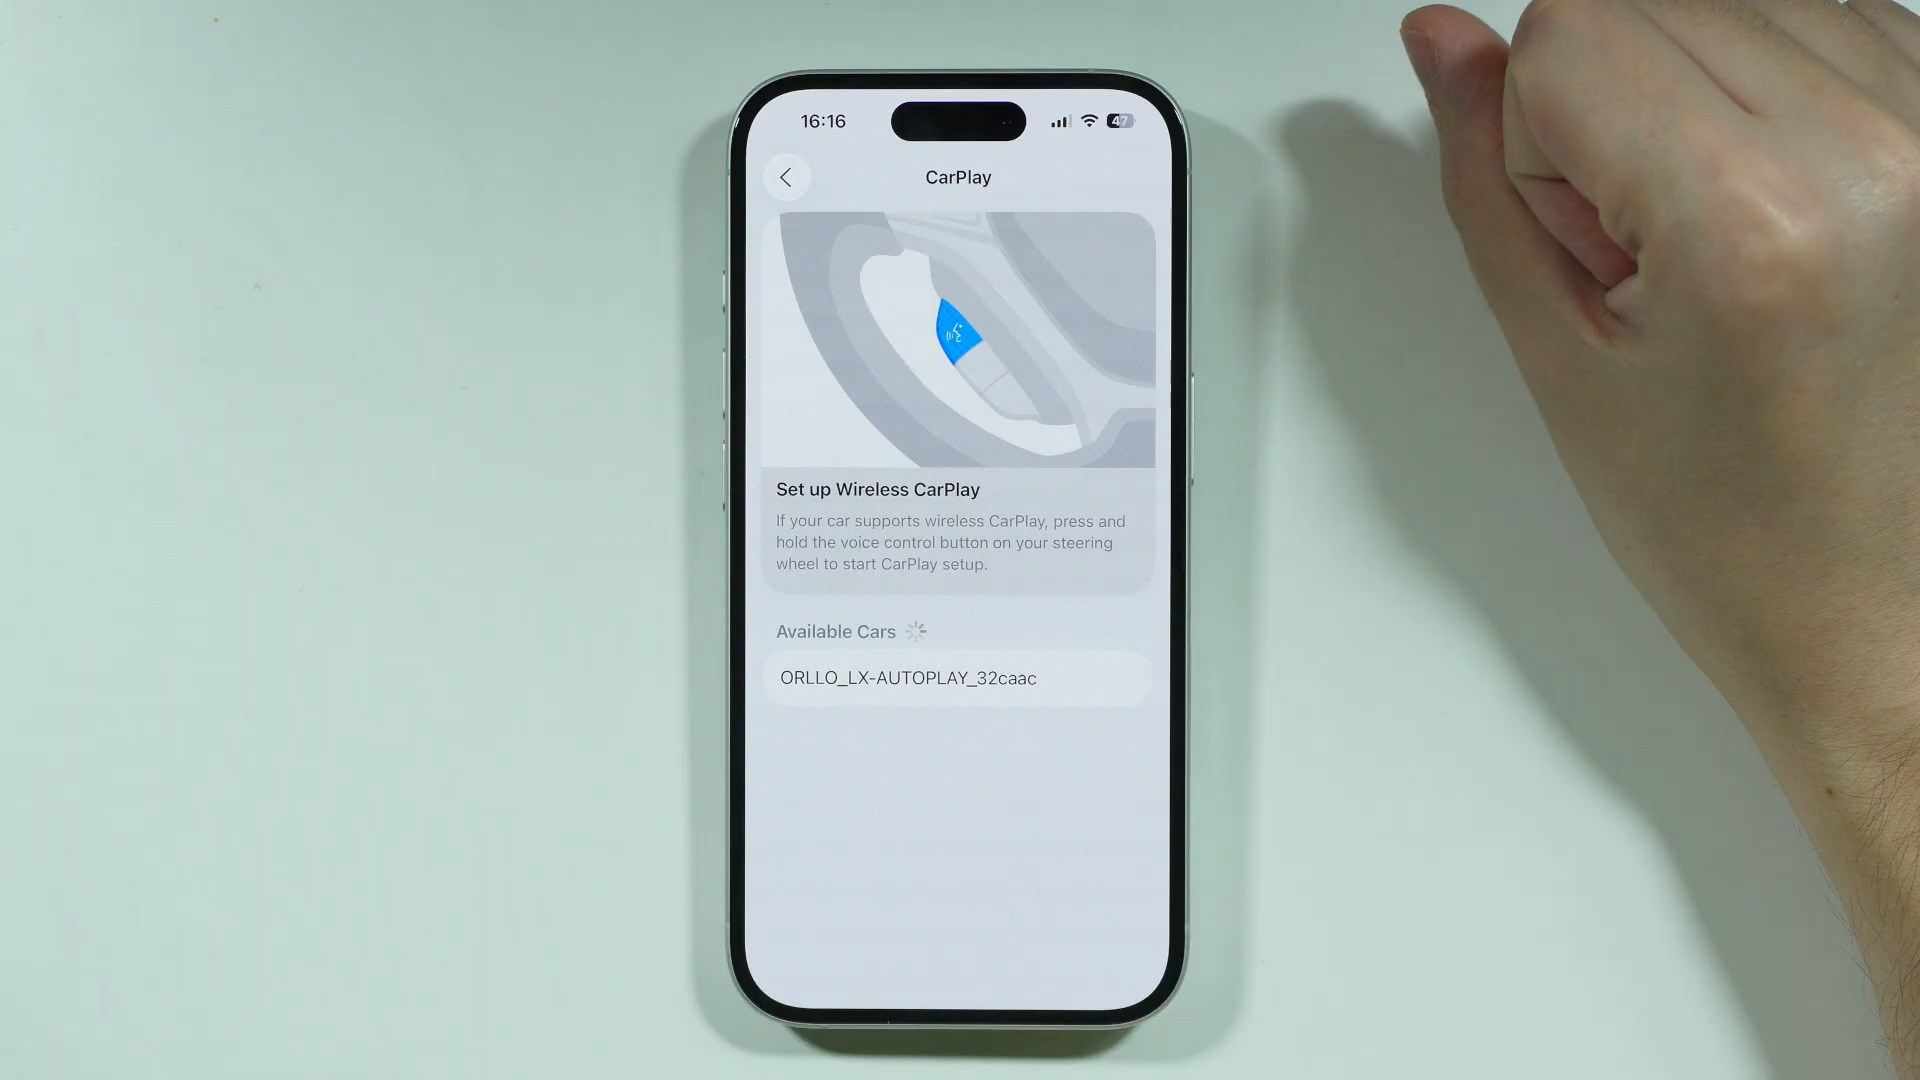 16:16
47
CarPlay
Set up Wireless CarPlay
If your car supports wireless CarPlay, press and
hold the voice control button on your steering
wheel to start CarPlay setup.
Available Cars
ORLLO_LX-AUTOPLAY_32caac